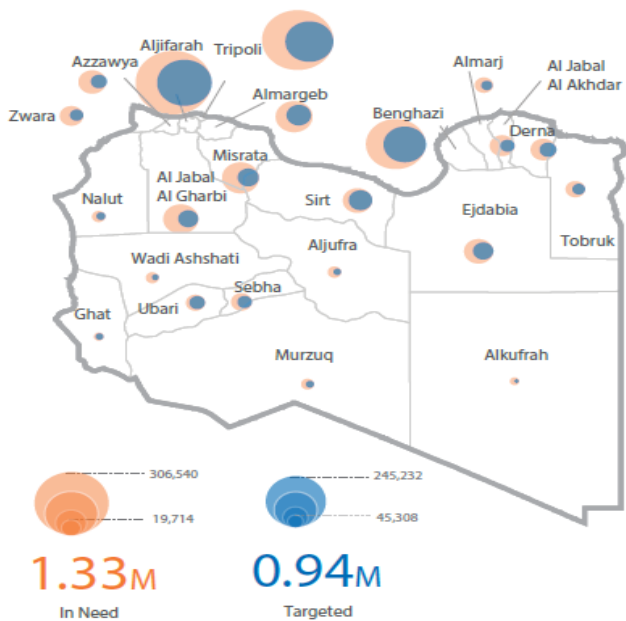 Aljifarah
Tripoli
Azzawya
Zwara
Almargeb
Benghazi
Almarj
Al Jabal
Al Akhdar
Derna
Misrata
Nalut
Al Jabal
Al Gharbi
Sirt
Ejdabia
Tobruk
Wadi Ashshati
Aljufra
Ghat
Ubari
Sebha
Murzuq
Alkufrah
306,540
19,714
1.33M
In Need
245,232
45,308
0.94M
Targeted